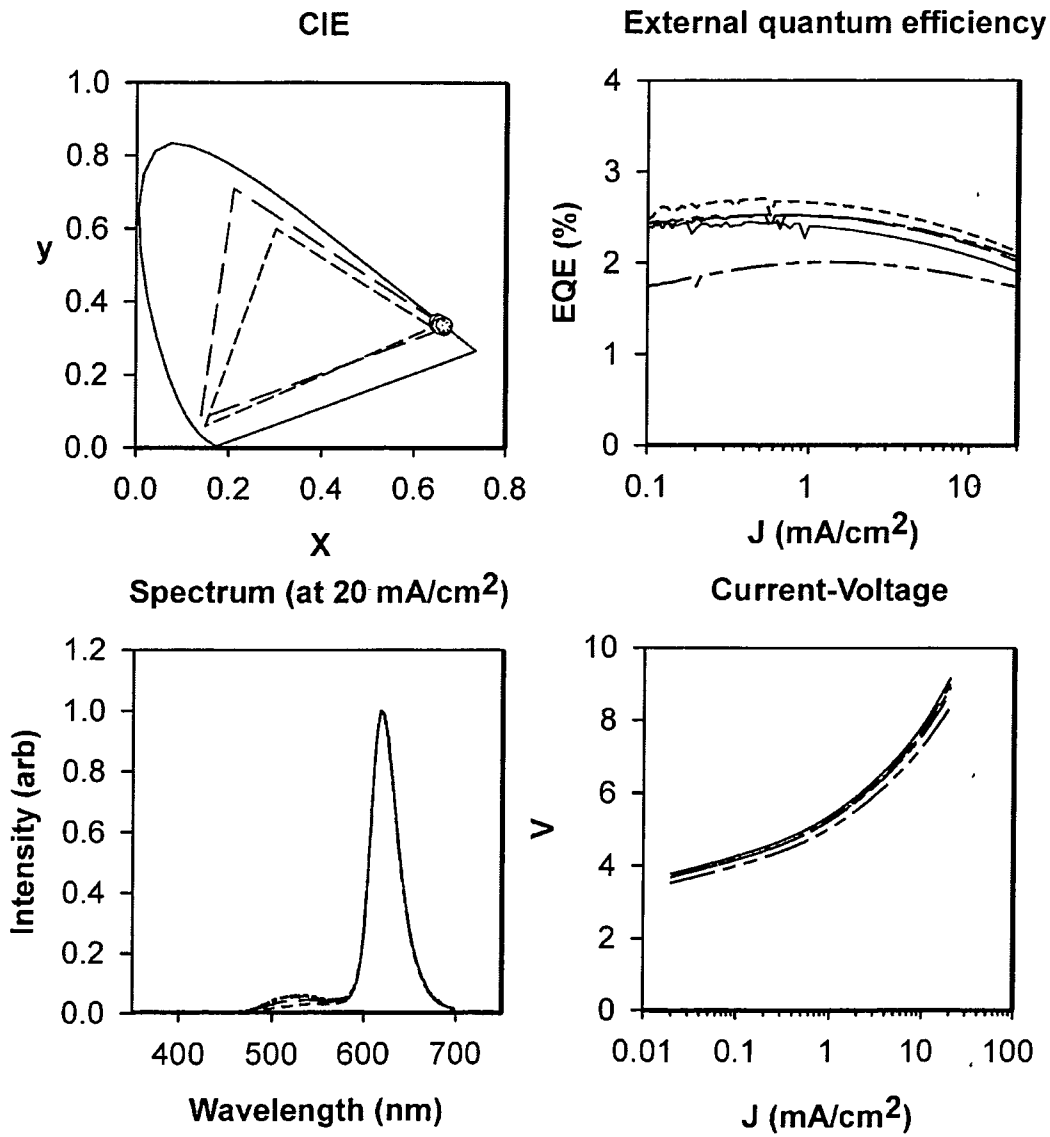 CIE
1.0
0.8
0.6
0.4
0.2
0.0
y
0.0 0.2 0.4 0.6 0.8
X
External quantum efficiency
4
3
2
1
0
EQE (%)
0.1 1 10
J (mA/cm2)
Spectrum (at 20 mA/cm2)
1.2
1.0
0.8
0.6
0.4
0.2
0.0
Intensity (arb)
400 500 600 700
Wavelength (nm)
Current-Voltage
10
8
6
4
2
0
V
0.01 0.1 1 10 100
J (mA/cm2)